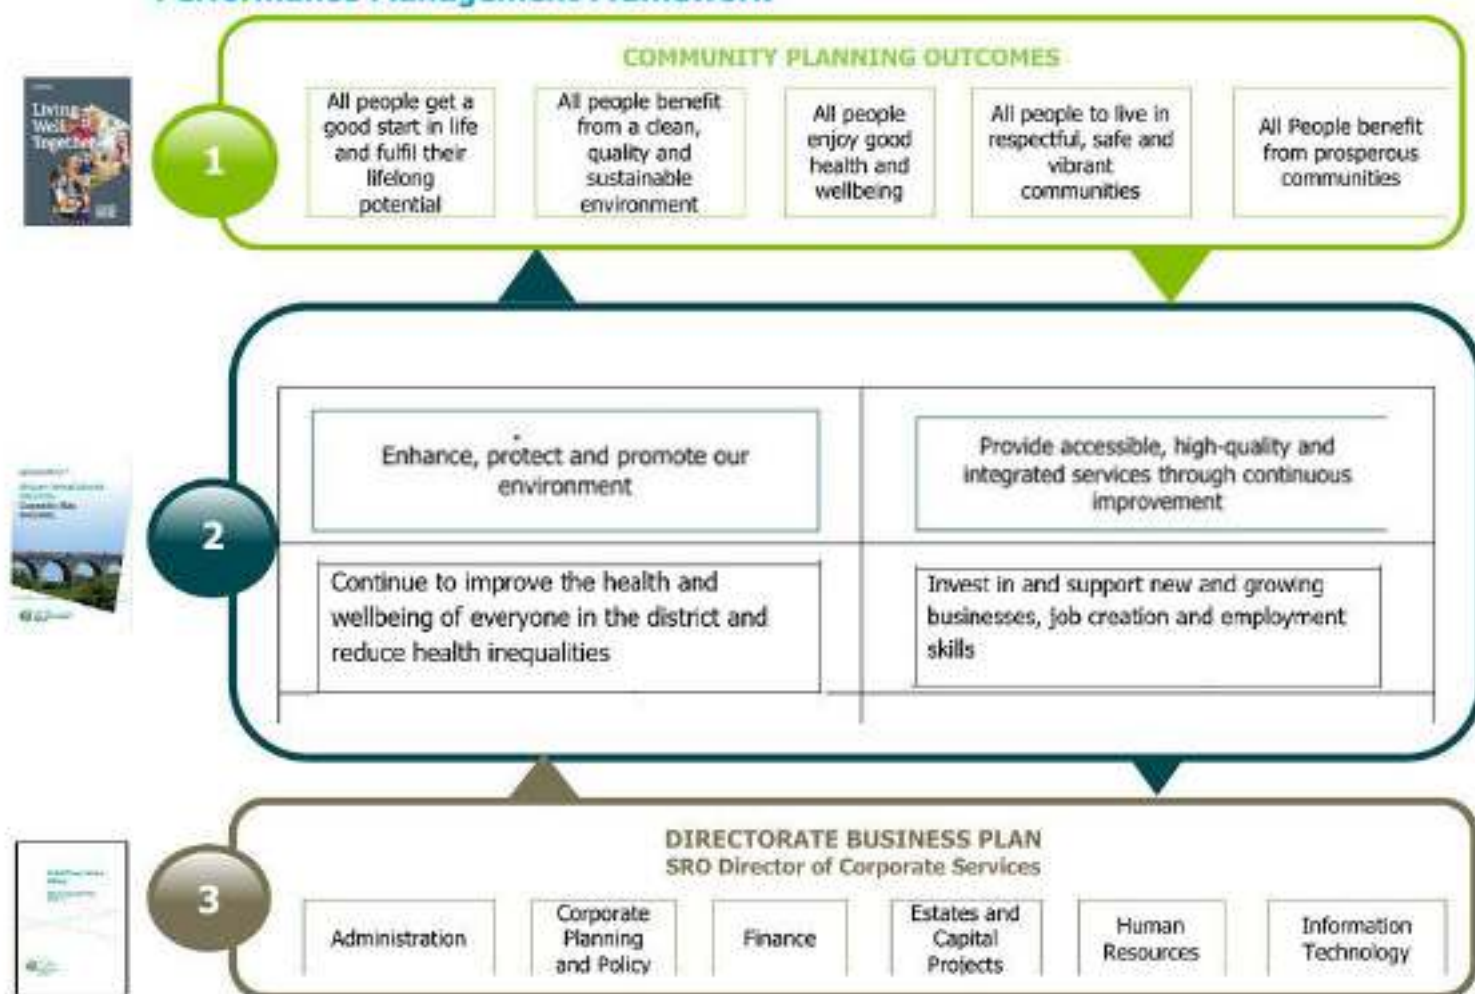 Performance Management Framework
COMMUNITY PLANNING OUTCOMES
Living
Well
Together
1
All people get a
good start in life
and fulfil their
lifelong
potential
All people benefit
from a clean,
quality and
sustainable
environment
All people
enjoy good
health and
wellbeing
All people to live in
respectful, safe and
vibrant
communities
All People benefit
from prosperous
communities
2
Enhance, protect and promote our
environment
Provide accessible, high-quality and
integrated services through continuous
improvement
Continue to improve the health and
wellbeing of everyone in the district and
reduce health inequalities
Invest in and support new and growing
businesses, job creation and employment
skills
3
DIRECTORATE BUSINESS PLAN
SRO Director of Corporate Services
Administration
Corporate
Planning
and Policy
Finance
Estates and
Capital
Projects
Human
Resources
Information
Technology